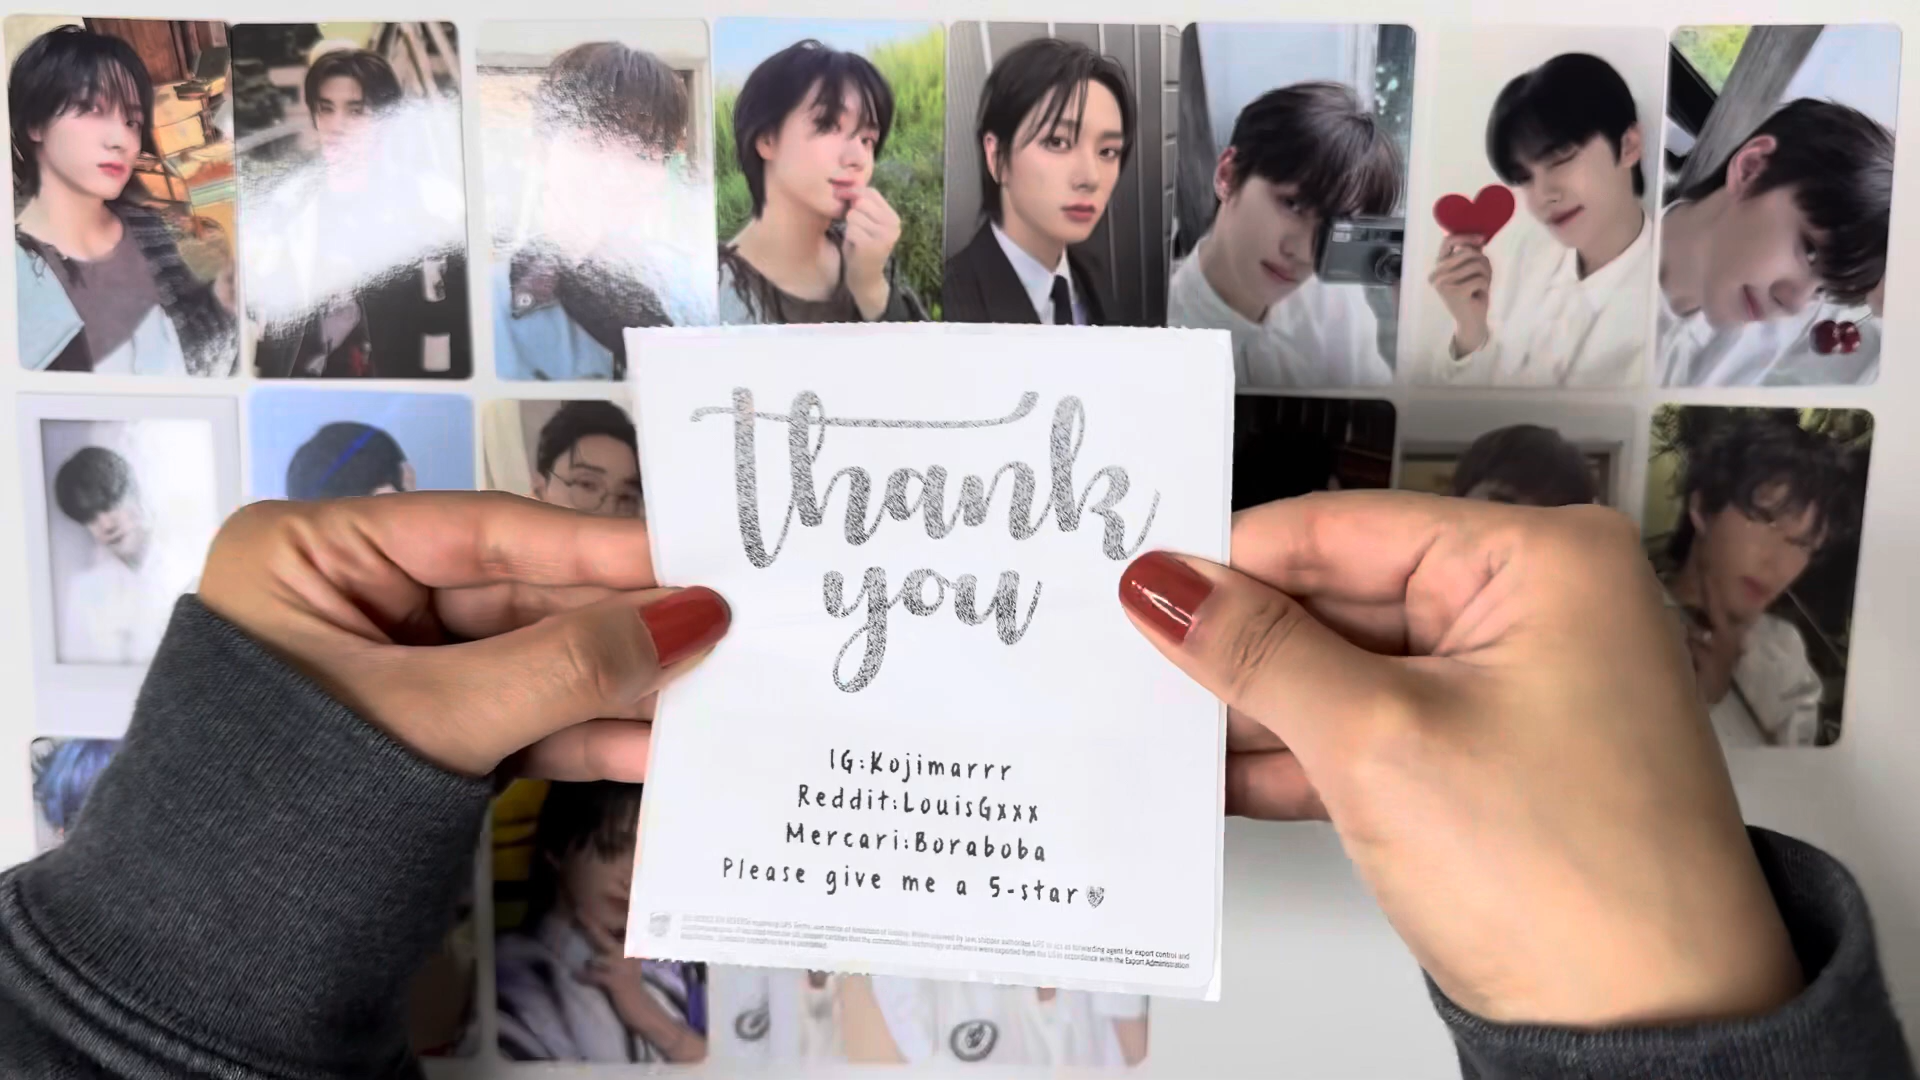 thank
you
IG:Kojimarrr
Reddit:LouisGxxx
Mercari:Boraboba
Please give me a 5-star